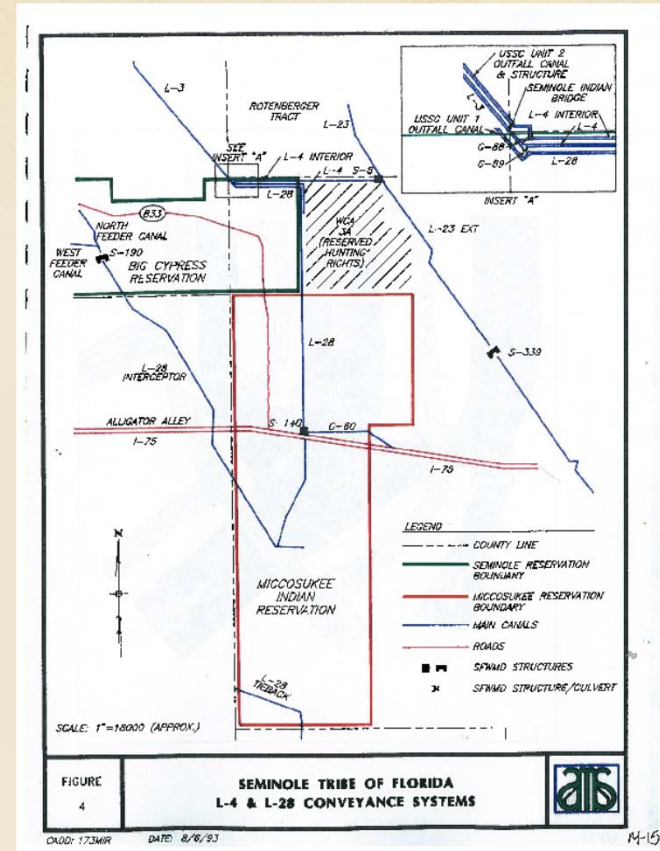 USSC UNIT 2
OUTFALL CANAL
& STRUCTURE
SEMINOLE INDIAN
BRIDGE
L-3
L-4 INTERIOR
L-4
USSC UNIT 1
OUTFALL CANAL
G-88
G-89
L-28
INSERT "A"
L-3
ROTENBERGER
TRACT
L-23
SEE
INSERT "A"
L-4 INTERIOR
L-4
S-8
L-28
833
NORTH
FEEDER CANAL
WEST
FEEDER
CANAL
S-190
BIG CYPRESS
RESERVATION
WCA
3A
(RESERVED
HUNTING
RIGHTS)
L-23 EXT
L-28
S-339
L-28
INTERCEPTOR
ALLIGATOR ALLEY
I-75
S-140
C-60
I-75
MICCOSUKEE
INDIAN
RESERVATION
L-28
TIEBACK
LEGEND
COUNTY LINE
SEMINOLE RESERVATION
BOUNDARY
MICCOSUKEE RESERVATION
BOUNDARY
MAIN CANALS
ROADS
SFWMD STRUCTURES
SFWMD STRUCTURE/CULVERT
SCALE: 1"=18000 (APPROX.)
FIGURE
4
SEMINOLE TRIBE OF FLORIDA
L-4 & L-28 CONVEYANCE SYSTEMS
CADD: 173MIR
DATE: 8/6/93
M-15